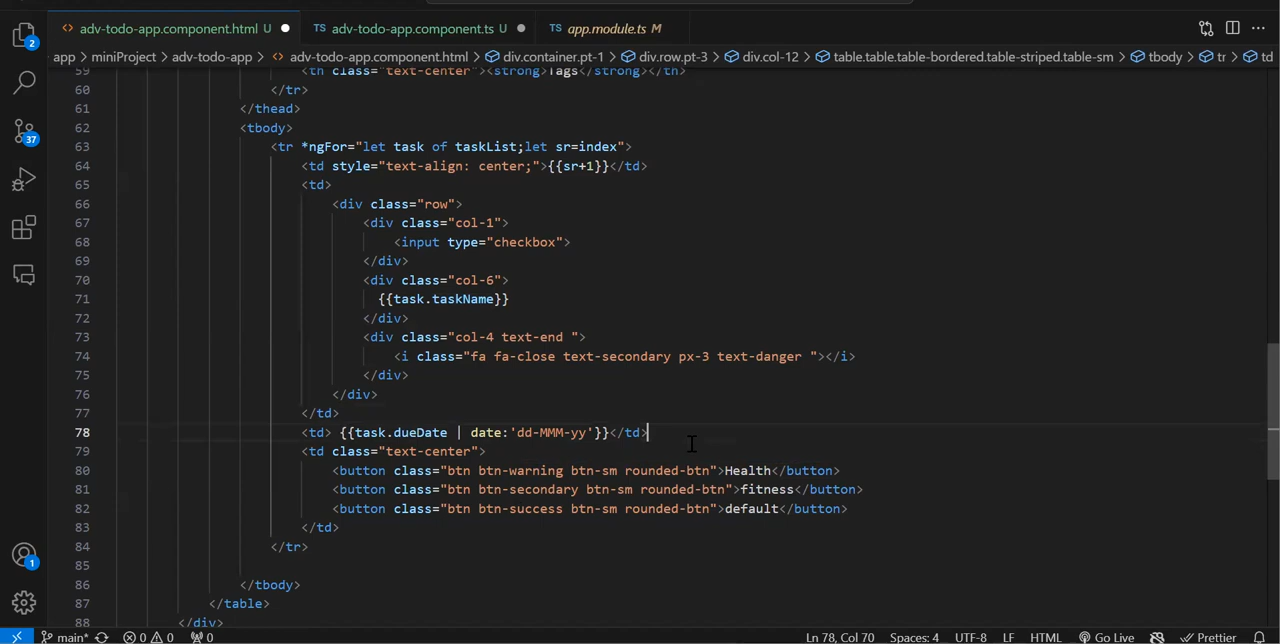 adv-todo-app.component.html U
adv-todo-app.component.ts U
TS app.module.ts M
app > miniProject > adv-todo-app > adv-todo-app.component.html > div.container.pt-1 > div.row.pt-3 > div.col-12 > table.table.table-bordered.table-striped.table-sm > tbody > tr > td
59 <th class="text-center"><strong>Tags</strong></th>
60 </tr>
61 </thead>
62 <tbody>
63 <tr *ngFor="let task of taskList;let sr=index">
64 <td style="text-align: center;">{{sr+1}}</td>
65 <td>
66 <div class="row">
67 <div class="col-1">
68 <input type="checkbox">
69 </div>
70 <div class="col-6">
71 {{task.taskName}}
72 </div>
73 <div class="col-4 text-end ">
74 <i class="fa fa-close text-secondary px-3 text-danger "></i>
75 </div>
76 </div>
77 </td>
78 <td> {{task.dueDate | date:'dd-MMM-yy'}}</td>
79 <td class="text-center">
80 <button class="btn btn-warning btn-sm rounded-btn">Health</button>
81 <button class="btn btn-secondary btn-sm rounded-btn">fitness</button>
82 <button class="btn btn-success btn-sm rounded-btn">default</button>
83 </td>
84 </tr>
85
86 </tbody>
87 </table>
88 </div>
2
37
1
main* 0 0 0 Ln 78, Col 70 Spaces: 4 UTF-8 LF HTML Go Live Prettier